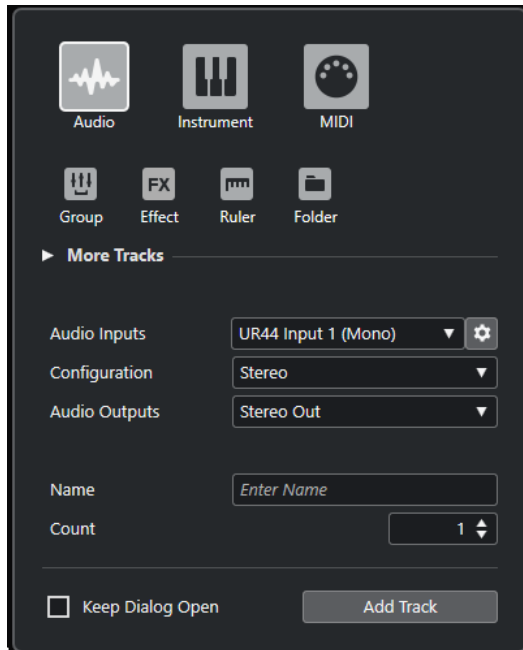 Audio Instrument MIDI
FX
Group Effect Ruler Folder
More Tracks
Audio Inputs UR44 Input 1 (Mono)
Configuration Stereo
Audio Outputs Stereo Out
Name Enter Name
Count 1
Keep Dialog Open Add Track